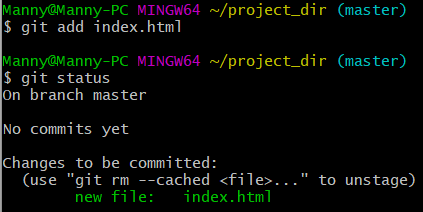 Manny@Manny-PC MINGW64 ~/project_dir (master)
$ git add index.html
Manny@Manny-PC MINGW64 ~/project_dir (master)
$ git status
On branch master
No commits yet
Changes to be committed:
  (use "git rm --cached <file>..." to unstage)
        new file:   index.html